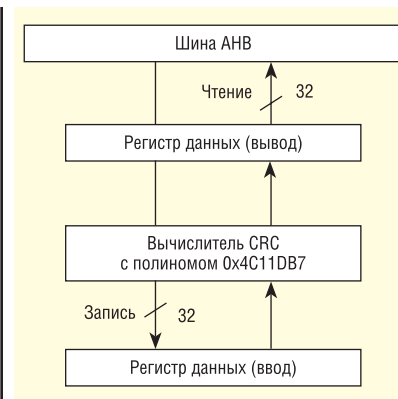 Шина AHB
Чтение 32
Регистр данных (вывод)
Вычислитель CRC
с полиномом 0x4C11DB7
Запись 32
Регистр данных (ввод)